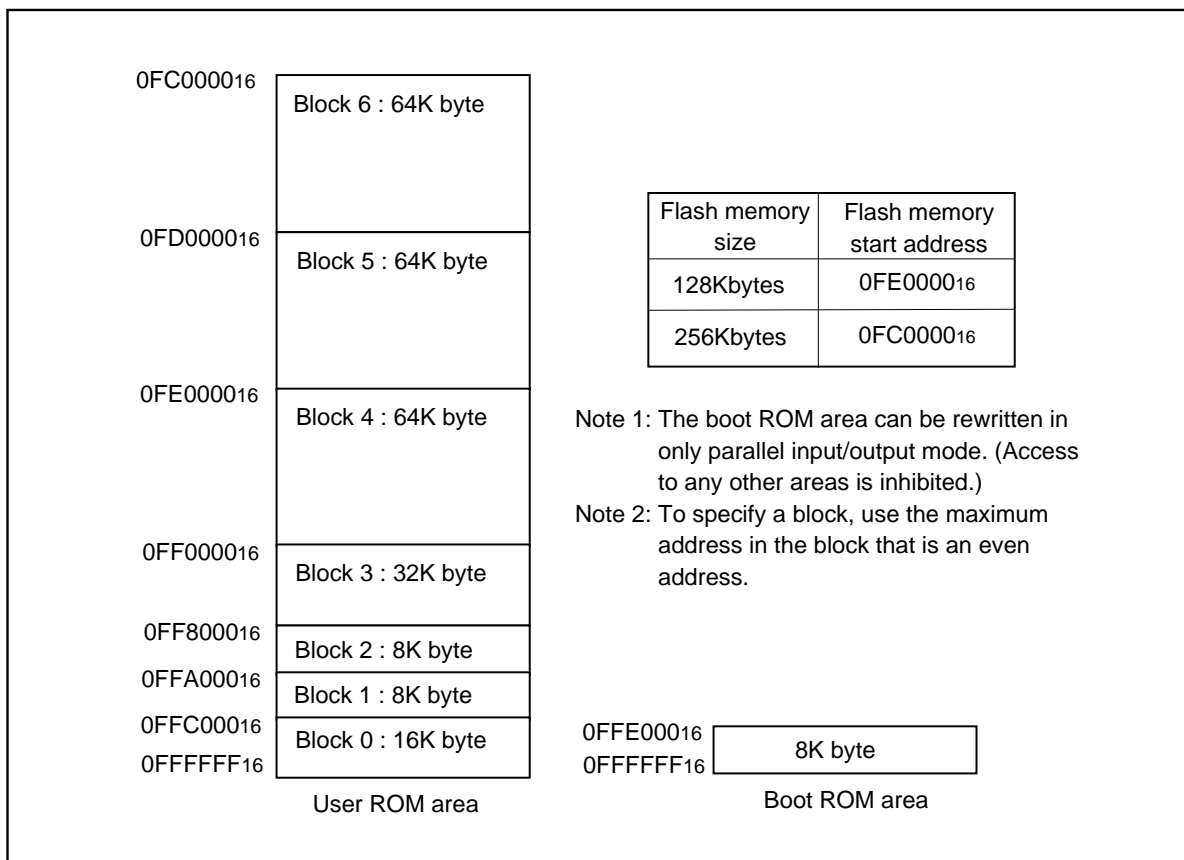 0FC000016
Block 6 : 64K byte
0FD000016
Block 5 : 64K byte
0FE000016
Block 4 : 64K byte
0FF000016
Block 3 : 32K byte
0FF800016
Block 2 : 8K byte
0FFA00016
Block 1 : 8K byte
0FFC00016
Block 0 : 16K byte
0FFFFFF16
User ROM area
Flash memory size
Flash memory start address
128Kbytes
0FE000016
256Kbytes
0FC000016
Note 1: The boot ROM area can be rewritten in
only parallel input/output mode. (Access
to any other areas is inhibited.)
Note 2: To specify a block, use the maximum
address in the block that is an even
address.
0FFE00016
0FFFFFF16
8K byte
Boot ROM area